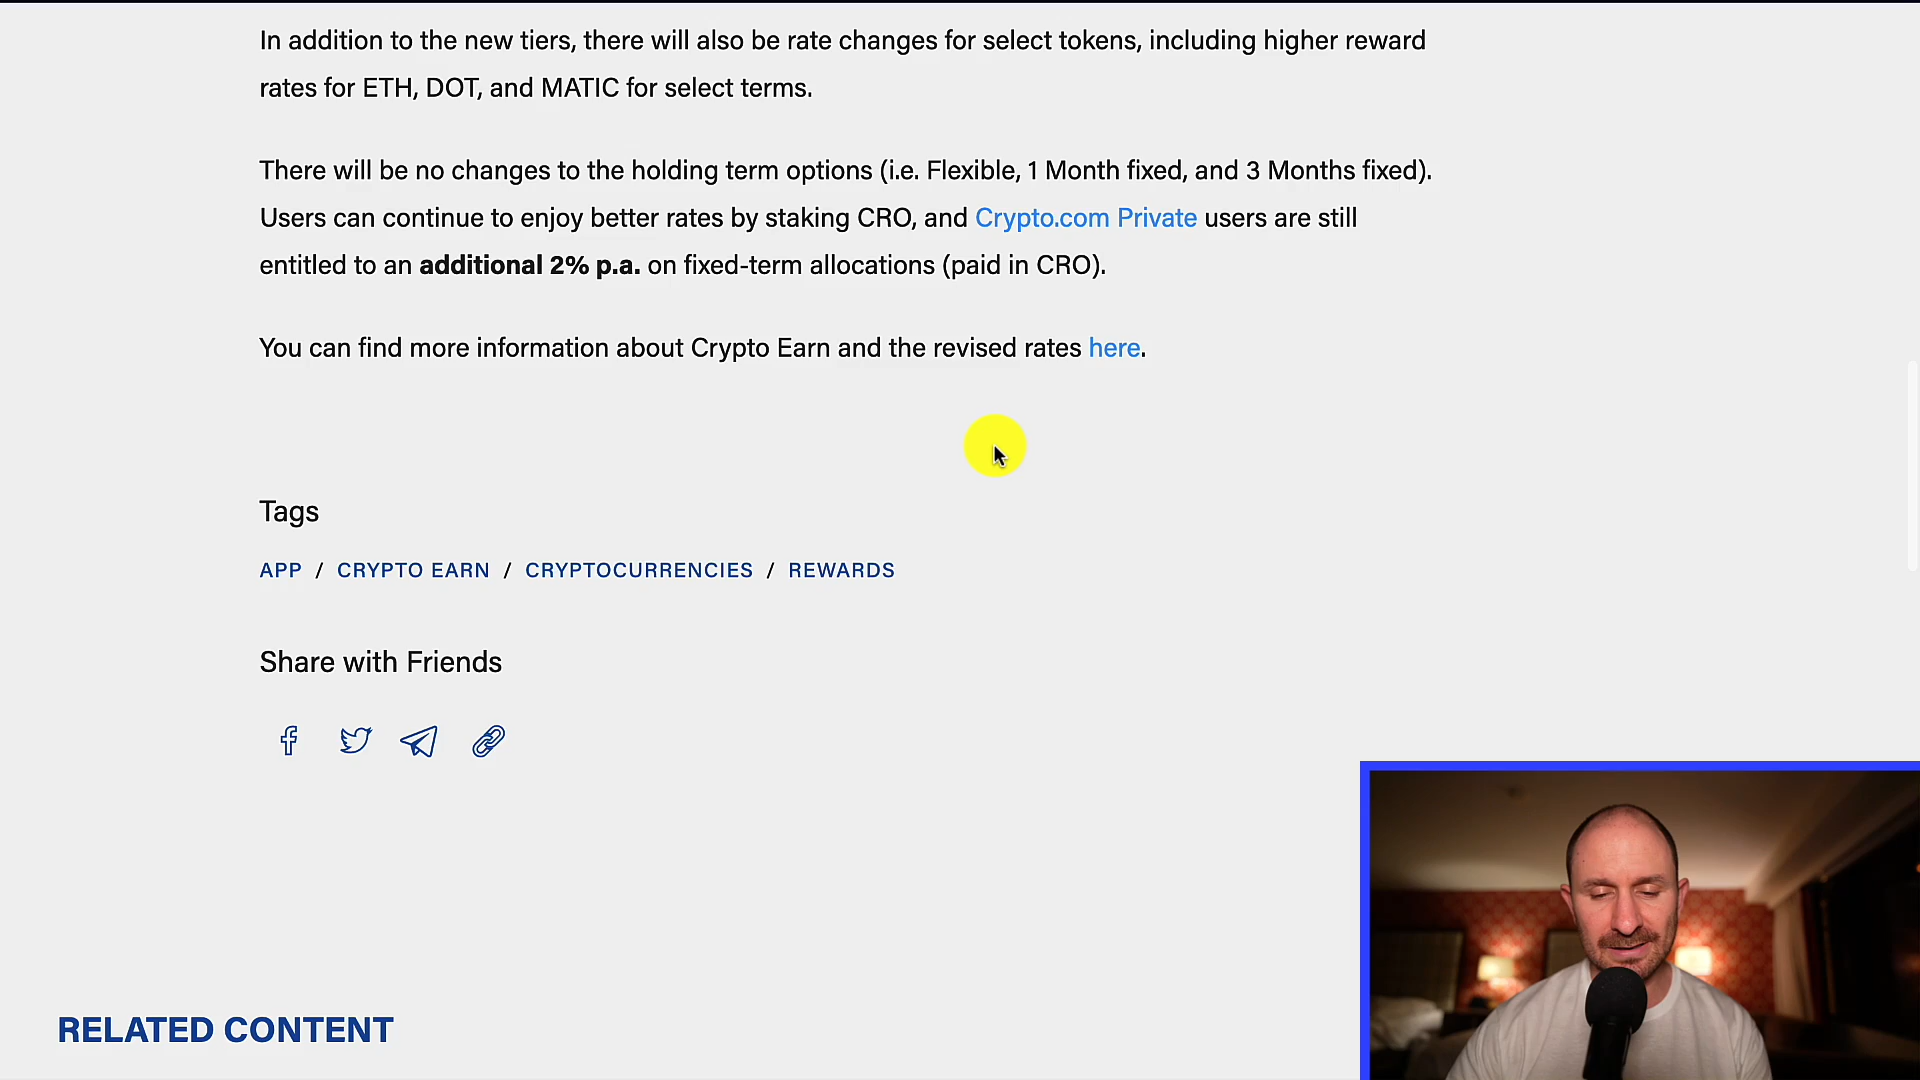 In addition to the new tiers, there will also be rate changes for select tokens, including higher reward
rates for ETH, DOT, and MATIC for select terms.
There will be no changes to the holding term options (i.e. Flexible, 1 Month fixed, and 3 Months fixed).
Users can continue to enjoy better rates by staking CRO, and Crypto.com Private users are still
entitled to an additional 2% p.a. on fixed-term allocations (paid in CRO).
You can find more information about Crypto Earn and the revised rates here.
Tags
APP / CRYPTO EARN / CRYPTOCURRENCIES / REWARDS
Share with Friends
RELATED CONTENT